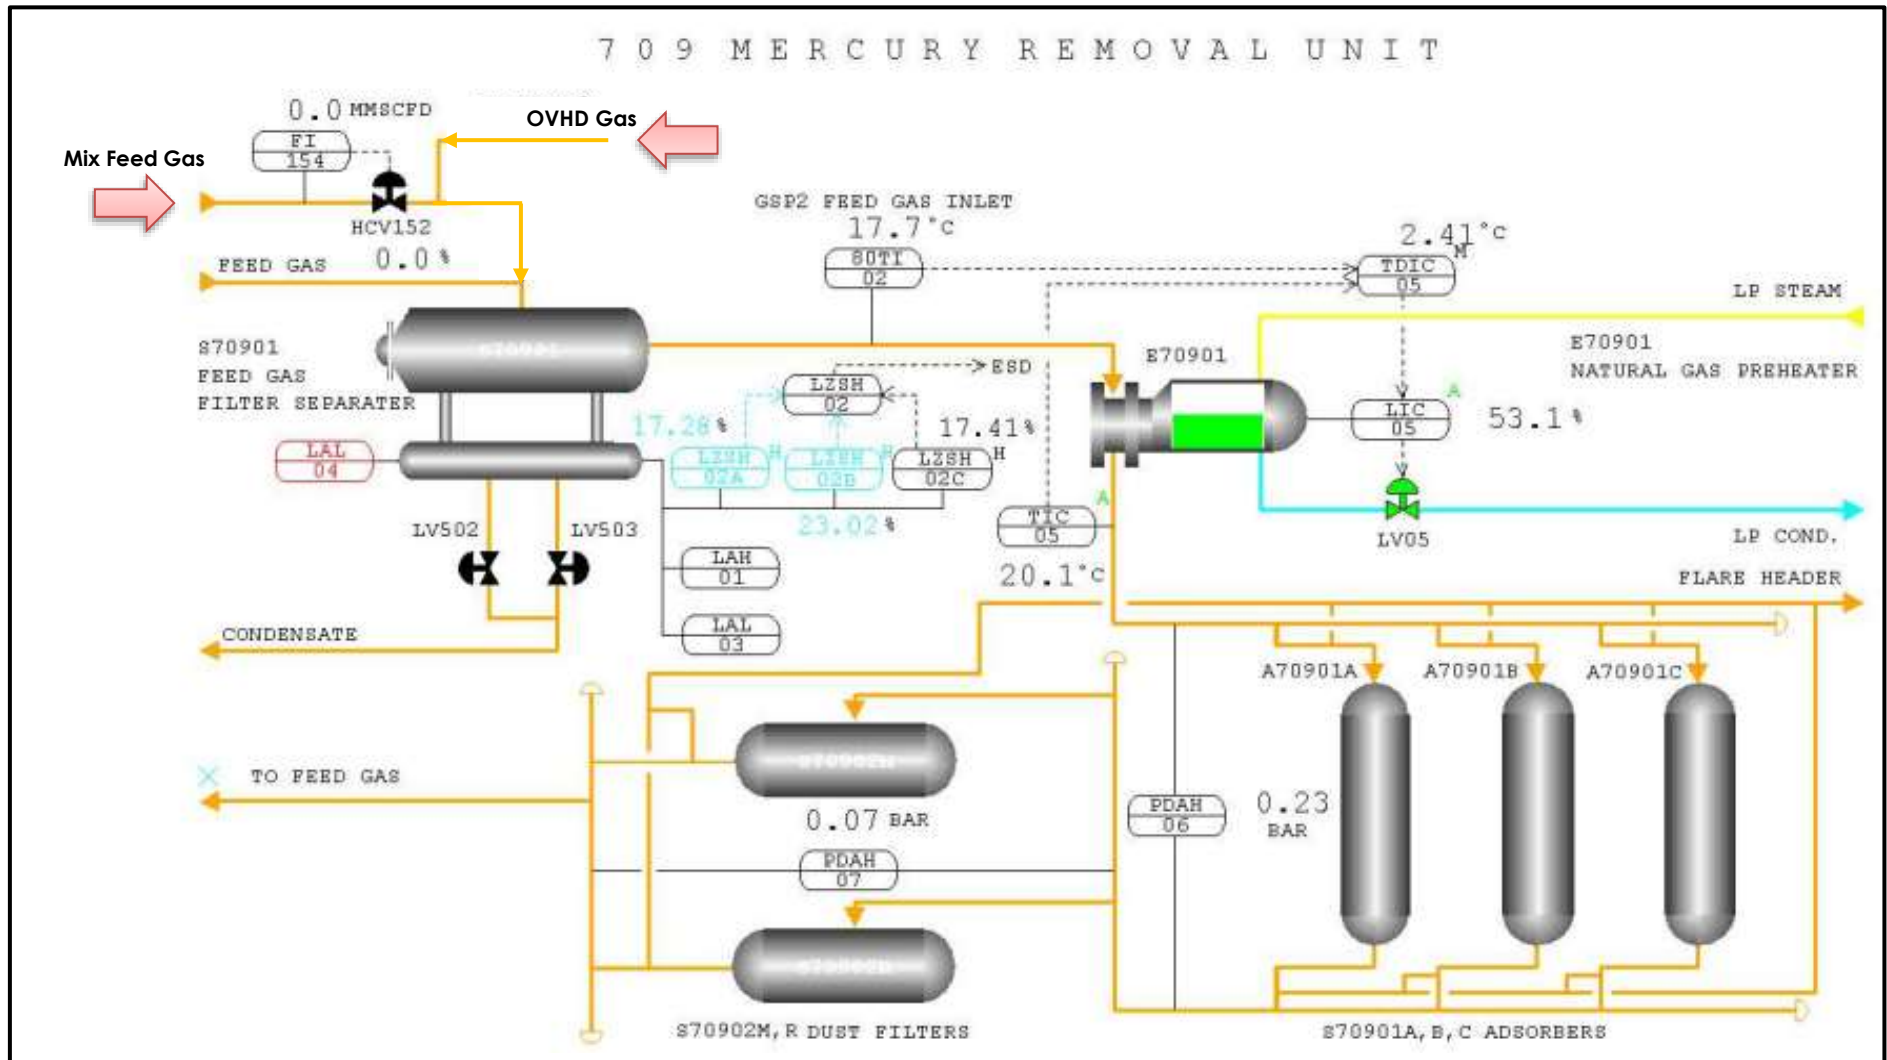 709 MERCURY REMOVAL UNIT
0.0 MMSCFD
OVHD Gas
FI
154
Mix Feed Gas
HCV152
0.0 %
FEED GAS
GSP2 FEED GAS INLET
17.7°C
80TI
02
2.41°C
M
TDIC
05
LP STEAM
S70901
S70901
FEED GAS
FILTER SEPARATER
E70901
E70901
NATURAL GAS PREHEATER
ESD
LZSH
02
A
LIC
05
53.1 %
17.28 %
17.41%
LAL
04
LZSH
02A
H
LZSH
02B
H
LZSH
02C
H
A
TIC
05
23.02 %
LV502
LV503
LV05
LP COND.
LAH
01
20.1°C
FLARE HEADER
CONDENSATE
LAL
03
A70901A
A70901B
A70901C
S70902M
TO FEED GAS
0.07 BAR
PDAH
06
0.23
BAR
PDAH
07
S70902M,R DUST FILTERS
S70901A,B,C ADSORBERS